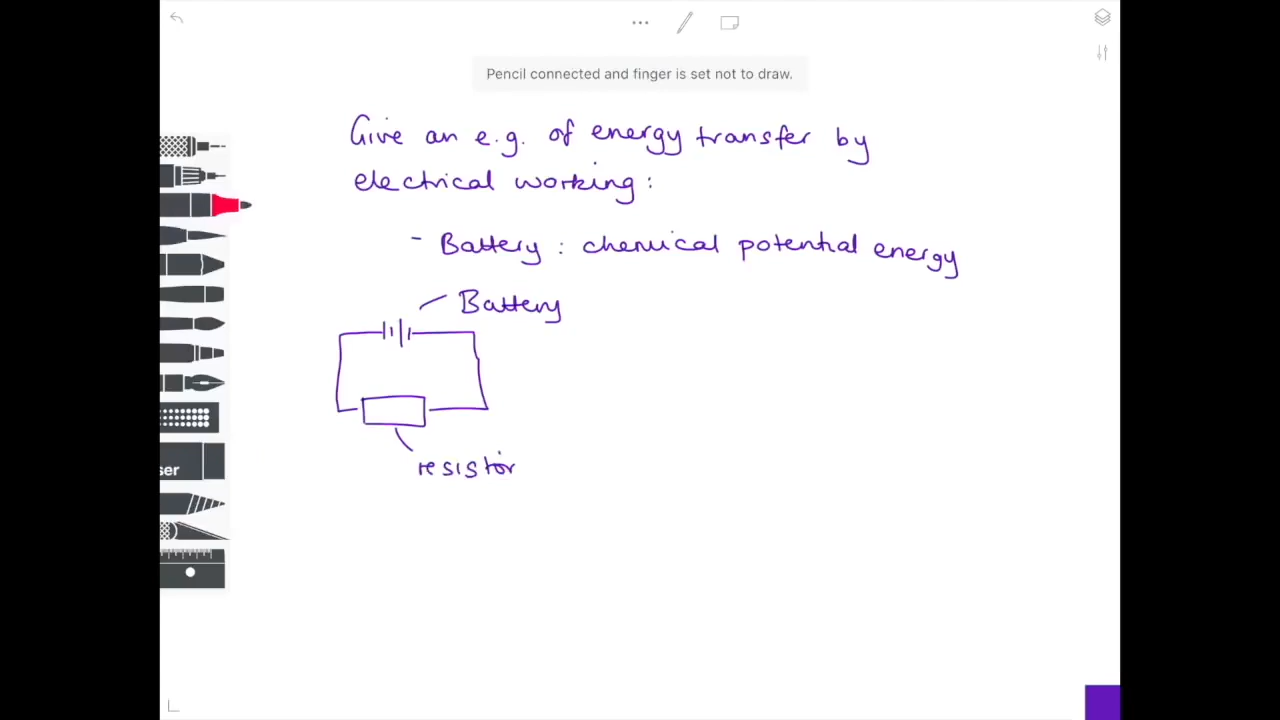 Pencil connected and finger is set not to draw.
Give an e.g. of energy transfer by
electrical working:
- Battery : chemical potential energy
Battery
resistor
ser